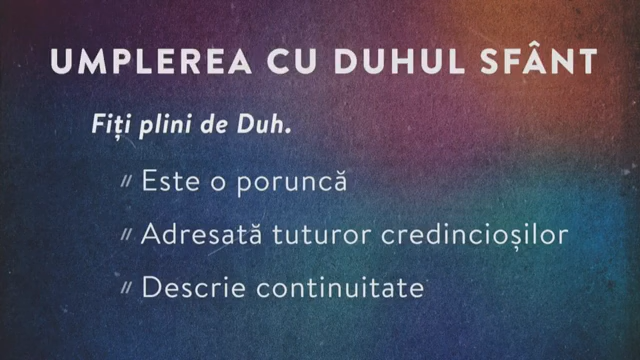 UMPLEREA CU DUHUL SFÂNT
Fiți plini de Duh.
// Este o poruncă
// Adresată tuturor credincioșilor
// Descrie continuitate